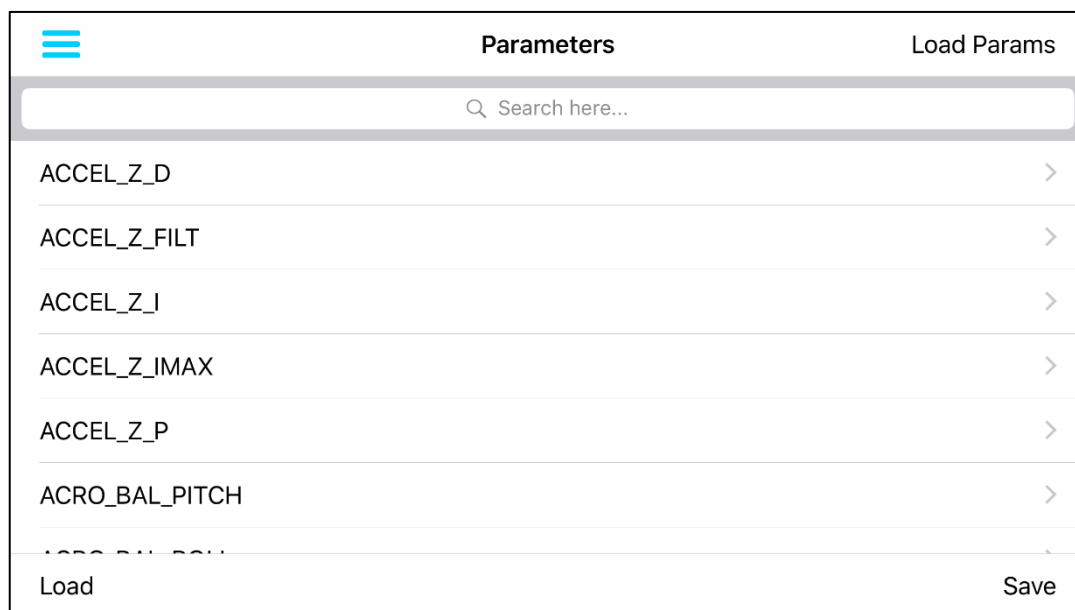 Parameters
Load Params
Search here...
ACCEL_Z_D
ACCEL_Z_FILT
ACCEL_Z_I
ACCEL_Z_IMAX
ACCEL_Z_P
ACRO_BAL_PITCH
Load
Save